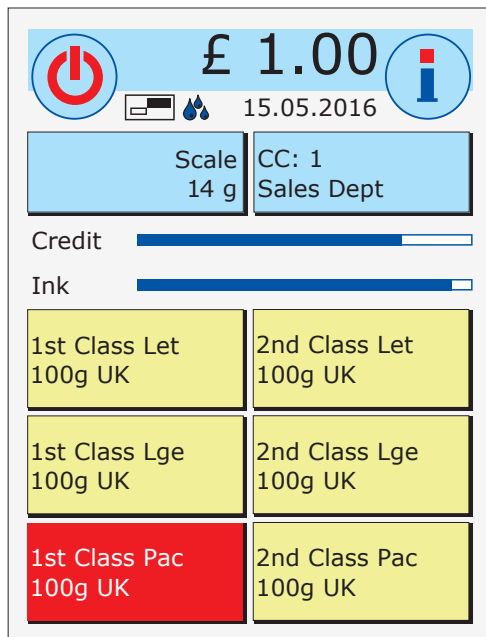 £ 1.00
15.05.2016
Scale
14 g
CC: 1
Sales Dept
Credit
Ink
1st Class Let
100g UK
2nd Class Let
100g UK
1st Class Lge
100g UK
2nd Class Lge
100g UK
1st Class Pac
100g UK
2nd Class Pac
100g UK